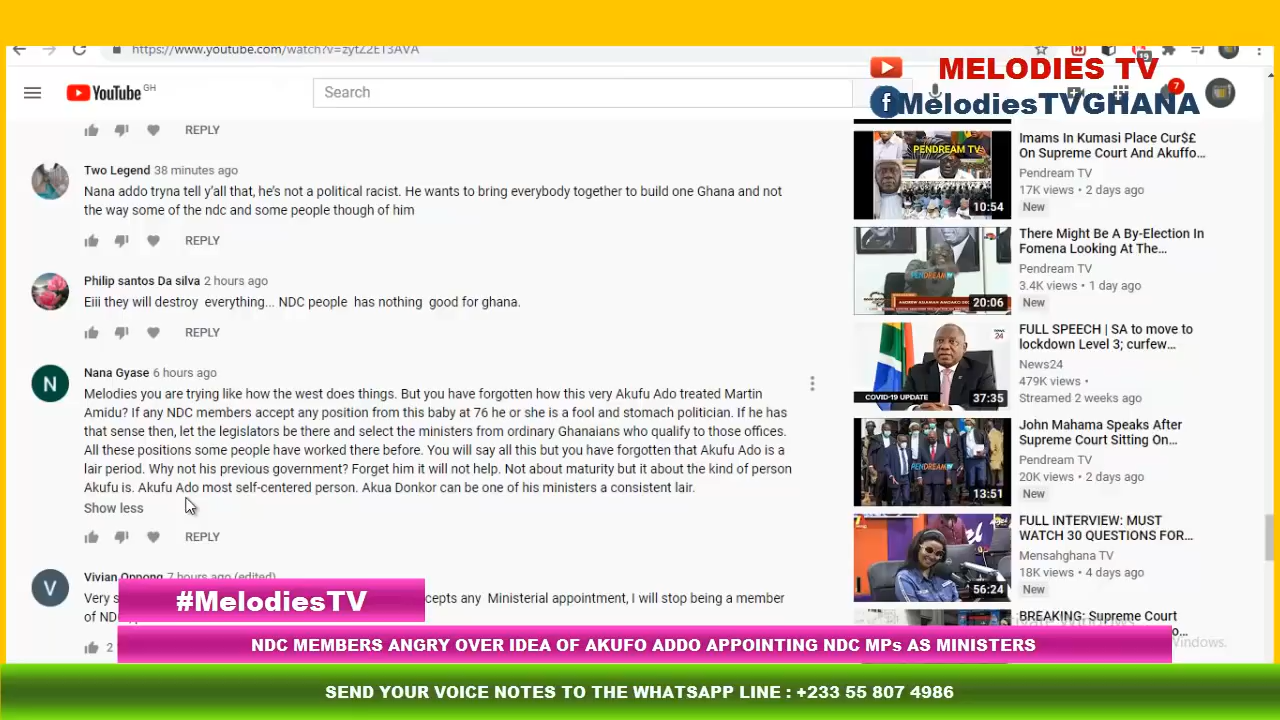 https://www.youtube.com/watch?v=zytZ2ET3AVA
MELODIES TV
MelodiesTVGHANA
YouTube GH
Search
7
REPLY
Two Legend 38 minutes ago
Nana addo tryna tell y'all that, he's not a political racist. He wants to bring everybody together to build one Ghana and not
the way some of the ndc and some people though of him
REPLY
Philip santos Da silva 2 hours ago
Eiii they will destroy everything... NDC people has nothing good for ghana.
REPLY
Nana Gyase 6 hours ago
Melodies you are trying like how the west does things. But you have forgotten how this very Akufu Ado treated Martin
Amidu? If any NDC members accept any position from this baby at 76 he or she is a fool and stomach politician. If he has
that sense then, let the legislators be there and select the ministers from ordinary Ghanaians who qualify to those offices.
All these positions some people have worked there before. You will say all this but you have forgotten that Akufu Ado is a
lair period. Why not his previous government? Forget him it will not help. Not about maturity but it about the kind of person
Akufu is. Akufu Ado most self-centered person. Akua Donkor can be one of his ministers a consistent lair.
Show less
REPLY
Vivian Oppong 7 hours ago (edited)
Very s
cepts any Ministerial appointment, I will stop being a member
of ND
2
PENDREAM TV
10:54
Imams In Kumasi Place Cur$£
On Supreme Court And Akuffo...
Pendream TV
17K views • 2 days ago
New
PENDREAM TV
20:06
There Might Be A By-Election In
Fomena Looking At The...
Pendream TV
3.4K views • 1 day ago
New
news
24
COVID-19 UPDATE
37:35
FULL SPEECH | SA to move to
lockdown Level 3; curfew...
News24
479K views •
Streamed 2 weeks ago
PENDREAM TV
13:51
John Mahama Speaks After
Supreme Court Sitting On...
Pendream TV
20K views • 2 days ago
New
56:24
FULL INTERVIEW: MUST
WATCH 30 QUESTIONS FOR...
Mensahghana TV
18K views • 4 days ago
New
BREAKING: Supreme Court
#MelodiesTV
NDC MEMBERS ANGRY OVER IDEA OF AKUFO ADDO APPOINTING NDC MPs AS MINISTERS
SEND YOUR VOICE NOTES TO THE WHATSAPP LINE : +233 55 807 4986